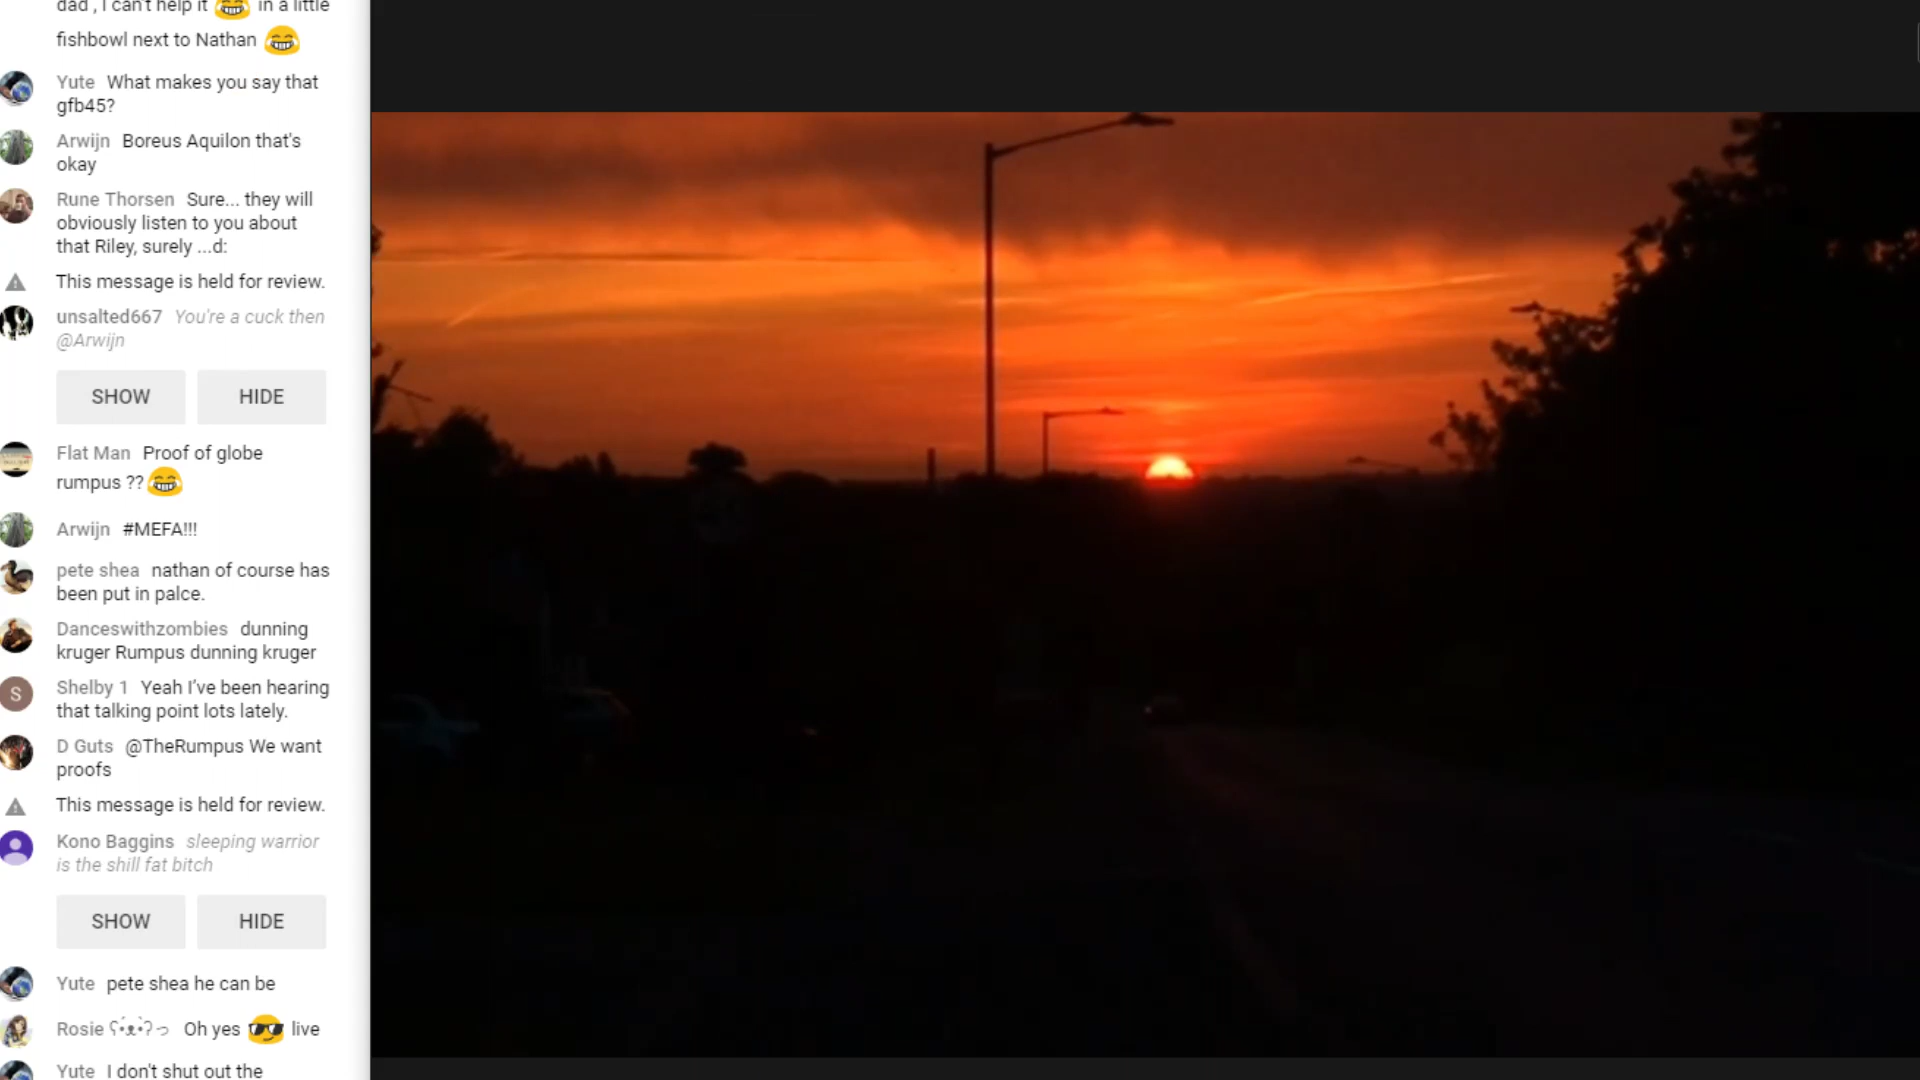 dad , I can't help it 😂 in a little
fishbowl next to Nathan 😂
Yute What makes you say that
gfb45?
Arwijn Boreus Aquilon that's
okay
Rune Thorsen Sure... they will
obviously listen to you about
that Riley, surely ...d:
This message is held for review.
unsalted667 You're a cuck then
@Arwijn
SHOW HIDE
Flat Man Proof of globe
rumpus ??😂
Arwijn #MEFA!!!
pete shea nathan of course has
been put in palce.
Danceswithzombies dunning
kruger Rumpus dunning kruger
S
Shelby 1 Yeah I've been hearing
that talking point lots lately.
D Guts @TheRumpus We want
proofs
This message is held for review.
Kono Baggins sleeping warrior
is the shill fat bitch
SHOW HIDE
Yute pete shea he can be
Rosie ʕ•́ᴥ•̀ʔっ Oh yes 😎 live
Yute I don't shut out the